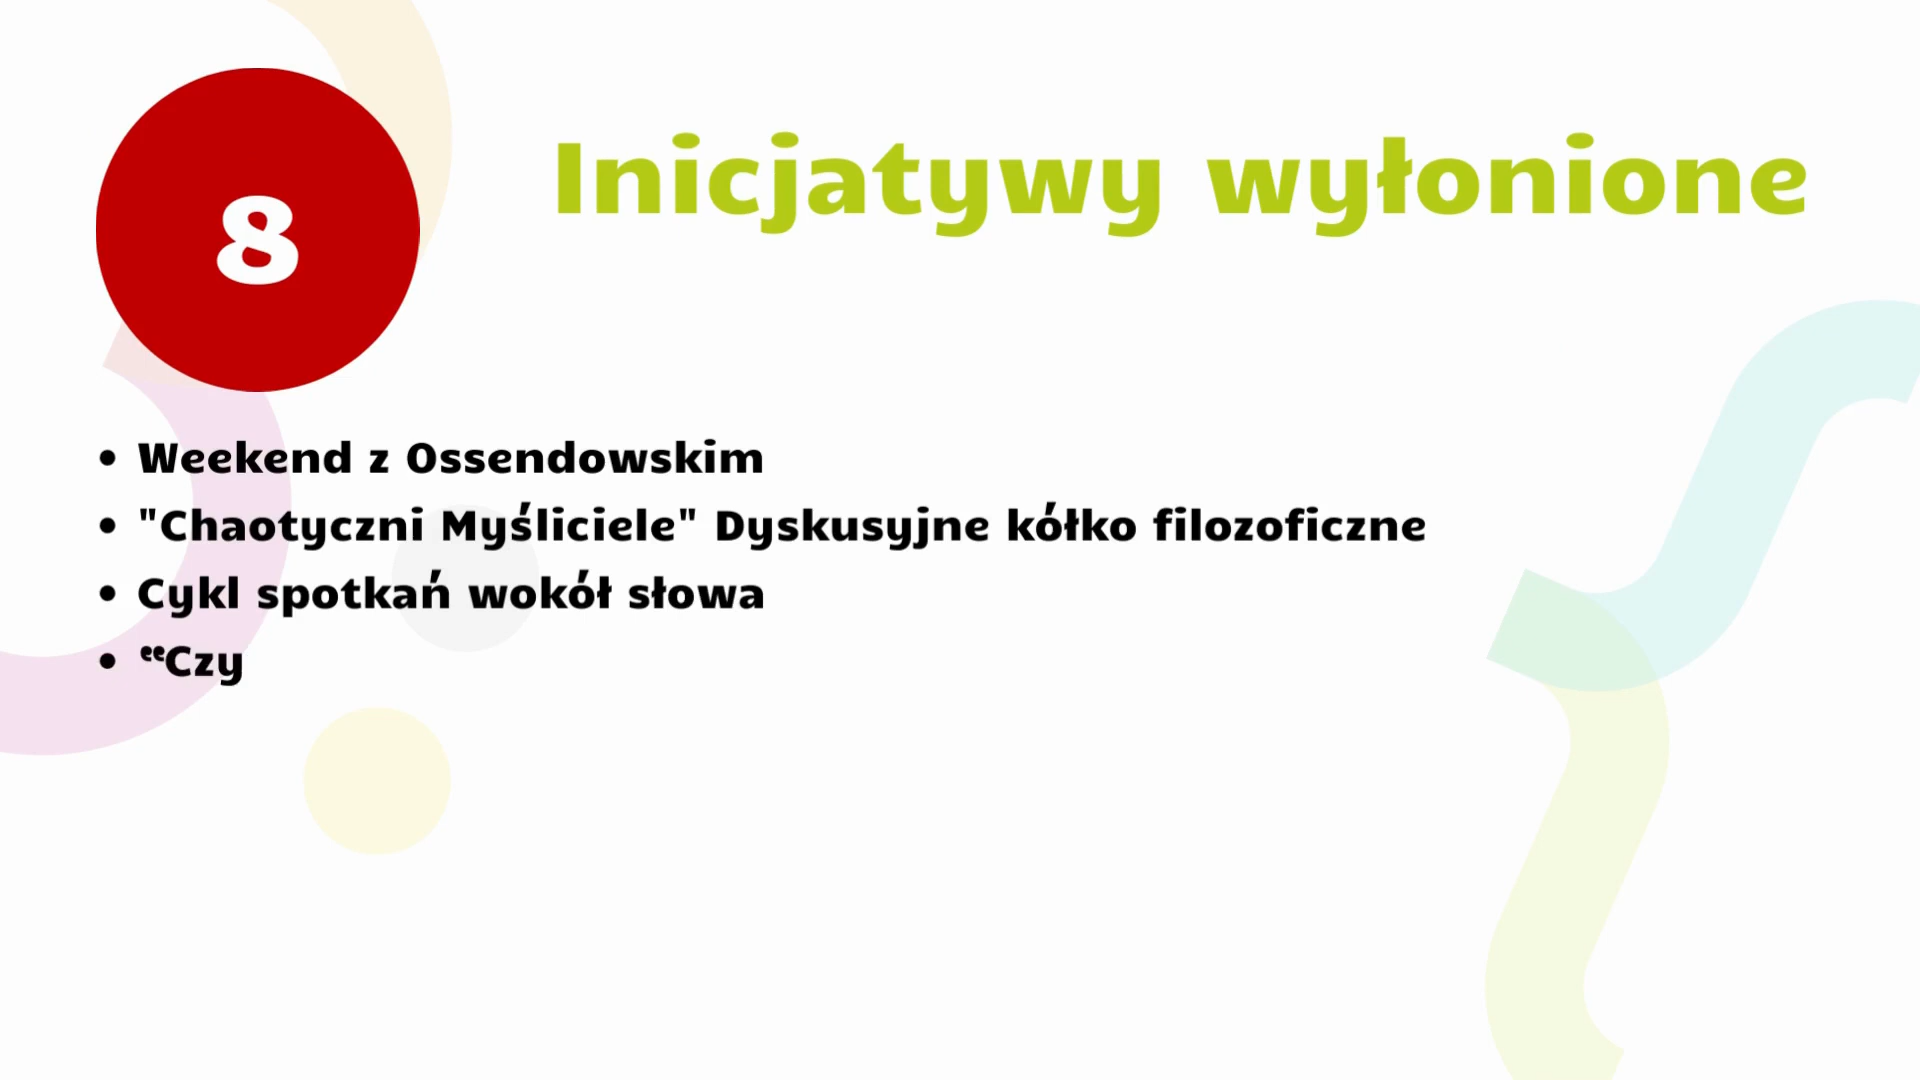 8
Inicjatywy wyłonione
• Weekend z Ossendowskim
• "Chaotyczni Myśliciele" Dyskusyjne kółko filozoficzne
• Cykl spotkań wokół słowa
• “Czy